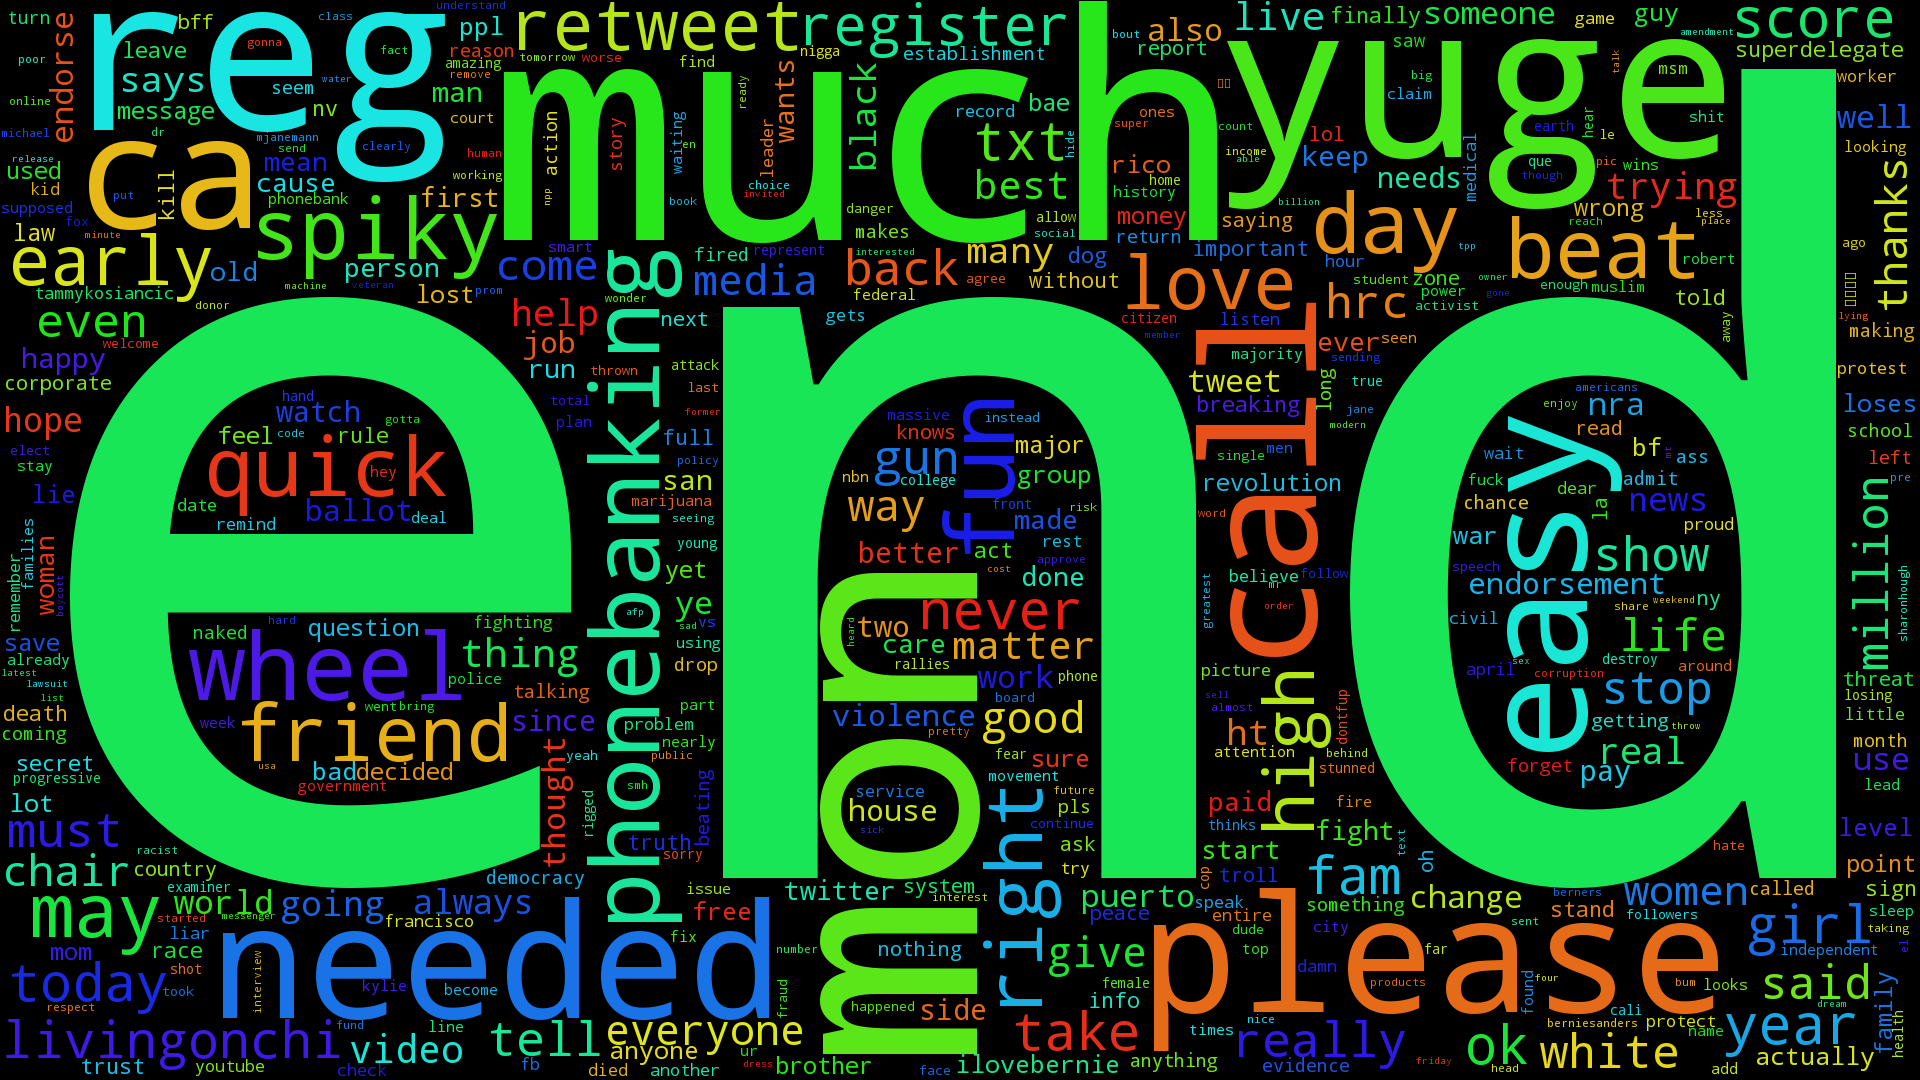 end
much
yuge
reg
ca
please
needed
mon
phonebanking
call
easy
retweet
register
score
live
someone
finally
guy
game
also
report
ppl
bff
turn
class
understand
gonna
fact
poor
online
endorse
leave
says
message
seem
water
nv
man
reason
amazing
remove
tomorrow
worse
nigga
find
establishment
bout
saw
big
claim
msm
amendment
talk
superdelegate
worker
shit
well
looking
michael
release
dr
mjanemann
send
clearly
court
human
working
action
npp
story
waiting
en
ready
Wants
leader
choice
invited
book
black
record
bae
txt
best
hide
ones
super
rico
history
home
money
return
count
income
able
lol
keep
needs
medical
earth
hear
le
que
pic
though
wins
trying
used
kid
supposed
mean
cause
phonebank
kill
put
first
spiky
law
fox
minute
early
old
person
tammykosiancic
donor
machine
veteran
lost
prom
come
smart
wonder
fired
represent
media
danger
makes
interested
back
federal
agree
many
without
allow
social
dog
love
citizen
member
saying
important
billion
day
hour
hrc
student
zone
power
activist
beat
wrong
reach
less
place
owner
gone
enough
muslim
robert
told
away
ago
lying
thanks
making
even
welcome
happy
corporate
help
job
run
thrown
next
gets
attack
last
former
listen
majority
sending
ever
seen
true
long
jane
modern
tweet
breaking
protest
loses
school
hope
elect
stay
lie
hand
watch
code
gotta
feel
rule
quick
hey
date
ballot
deal
remind
total
plan
full
policy
san
marijuana
seeing
massive
knows
instead
gun
college
fun
major
group
nbn
front
way
made
risk
rest
better
act
approve
cost
done
word
single
men
revolution
americans
enjoy
nra
read
bf
wait
fuck
chance
dear
la
admit
ass
news
proud
war
show
speech
endorsement
share
weekend
ny
civil
life
left
pre
million
sharonhough
woman
families
remember
boycott
young
yet
ye
afp
sad
vs
using
drop
believe
mr
follow
order
greatest
never
two
heard
care
matter
rallies
work
phone
board
save
already
latest
lawsuit
list
naked
hard
question
fighting
wheel
thing
police
talking
week
went
bring
friend
since
problem
part
nearly
public
violence
pretty
good
picture
sell
almost
high
ht
attention
dontfup
behind
stunned
april
sex
corruption
destroy
around
stop
getting
throw
real
forget
pay
threat
losing
little
month
use
lead
death
coming
secret
progressive
lot
usa
bad
decided
government
thought
yeah
smh
rigged
fear
sure
movement
future
service
house
pls
continue
sick
paid
thinks
fire
fight
text
level
must
racist
chair
country
examiner
truth
beating
sorry
right
ask
try
start
troll
cop
oh
hate
point
democracy
issue
twitter
system
interest
puerto
speak
fam
something
change
berners
women
followers
called
stand
sign
sleep
may
world
started
messenger
going
always
francisco
free
fix
peace
entire
dude
city
sent
far
girl
independent
taking
el
mom
liar
race
shot
today
took
respect
interview
kylie
become
number
fraud
nothing
happened
female
side
give
info
top
damn
products
four
found
bum
looks
said
dream
family
health
livingonchi
trust
youtube
fund
check
video
line
fb
tell
everyone
died
anyone
another
ur
dress
brother
face
ilovebernie
take
anything
times
nice
really
evidence
friday
ok
head
berniesanders
cali
white
protect
name
add
year
actually